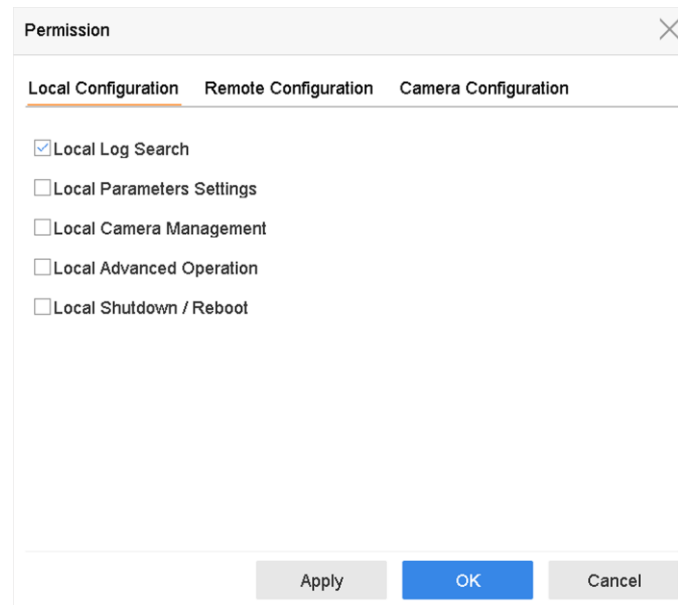 Permission
Local Configuration Remote Configuration Camera Configuration
Local Log Search
Local Parameters Settings
Local Camera Management
Local Advanced Operation
Local Shutdown / Reboot
Apply OK Cancel